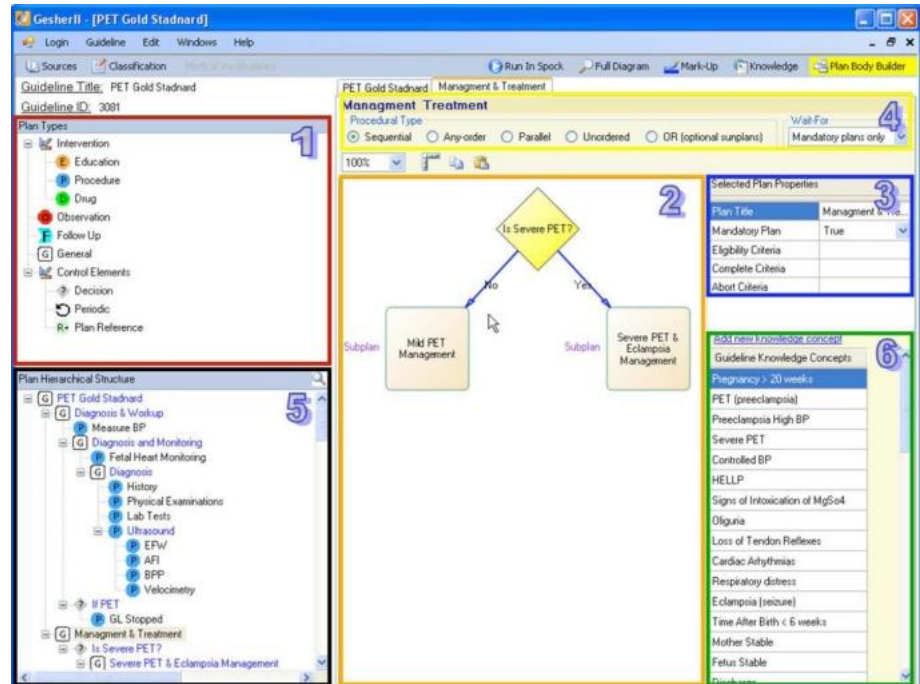 GesherII - [PET Gold Stadnard]
Login Guideline Edit Windows Help
Sources Classification Medical Vocabularies Run In Spock Full Diagram Mark-Up Knowledge Plan Body Builder
Guideline Title: PET Gold Stadnard
Guideline ID: 3081
Plan Types
1
Intervention
E Education
P Procedure
D Drug
O Observation
F Follow Up
G General
Control Elements
? Decision
Periodic
R+ Plan Reference
Plan Hierarchical Structure
5
G PET Gold Stadnard
G Diagnosis & Workup
P Measure BP
G Diagnosis and Monitoring
P Fetal Heart Monitoring
G Diagnosis
P History
P Physical Examinations
P Lab Tests
P Ultrasound
P EFW
P AFI
P BPP
P Velocimetry
? If PET
P GL Stopped
G Managment & Treatment
? Is Severe PET?
G Severe PET & Eclampsia Management
PET Gold Stadnard Managment & Treatment
Managment Treatment
4
Procedural Type
Sequential Any-order Parallel Unordered OR (optional sunplans)
Wait-For
Mandatory plans only
100%
2
Is Severe PET?
No Yes
Subplan
Mild PET
Management
Subplan
Severe PET &
Eclampsia
Management
Selected Plan Properties
3
Plan Title Managment & Tre...
Mandatory Plan True
Eligibility Criteria
Complete Criteria
Abort Criteria
Add new knowledge concept
6
Guideline Knowledge Concepts
Pregnancy > 20 weeks
PET (preeclampsia)
Preeclampsia High BP
Severe PET
Controlled BP
HELLP
Signs of Intoxication of MgSo4
Oliguria
Loss of Tendon Reflexes
Cardiac Arhythmias
Respiratory distress
Eclampsia (seizure)
Time After Birth < 6 weeks
Mother Stable
Fetus Stable
Discharge